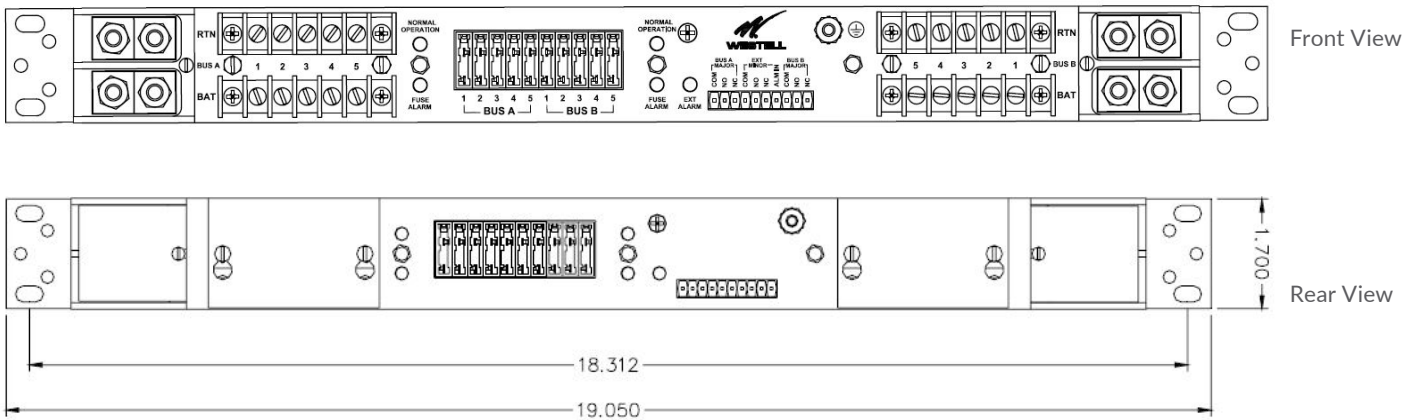 NORMAL
OPERATION
NORMAL
OPERATION
WESTELL
RTN
RTN
BUS A 1 2 3 4 5
5 4 3 2 1 BUS B
BUS A
MAJOR
EXT
MINOR
BUS B
MAJOR
COM NO NC COM NO NC ALM IN COM NO NC
BAT
BAT
FUSE
ALARM
1 2 3 4 5 1 2 3 4 5
BUS A BUS B
FUSE
ALARM
EXT
ALARM
Front View
1.700
Rear View
18.312
19.050